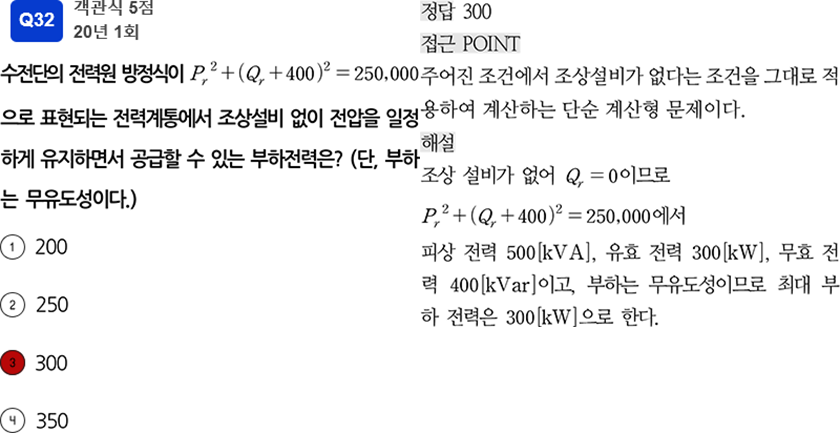 Q32
객관식 5점
20년 1회
수전단의 전력원 방정식이 Pᵣ²+(Qᵣ+400)²=250,000
으로 표현되는 전력계통에서 조상설비 없이 전압을 일정
하게 유지하면서 공급할 수 있는 부하전력은? (단, 부하
는 무유도성이다.)
1 200
2 250
3 300
4 350
정답 300
접근 POINT
주어진 조건에서 조상설비가 없다는 조건을 그대로 적
용하여 계산하는 단순 계산형 문제이다.
해설
조상 설비가 없어 Qᵣ=0이므로
Pᵣ²+(Qᵣ+400)²=250,000에서
피상 전력 500[kVA], 유효 전력 300[kW], 무효 전
력 400[kVar]이고, 부하는 무유도성이므로 최대 부
하 전력은 300[kW]으로 한다.